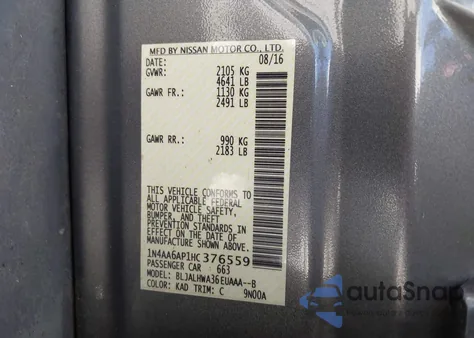 MFD BY NISSAN MOTOR CO., LTD.
DATE: 08/16
GVWR: 2105 KG
4641 LB
GAWR FR.: 1130 KG
2491 LB
GAWR RR.: 990 KG
2183 LB
THIS VEHICLE CONFORMS TO
ALL APPLICABLE FEDERAL
MOTOR VEHICLE SAFETY,
BUMPER, AND THEFT
PREVENTION STANDARDS
IN EFFECT ON THE DATE OF
MANUFACTURE SHOWN ABOVE.
1N4AA6AP1HC376559
PASSENGER CAR 663
MODEL: BLJALHWA36EUAAA--B
COLOR: KAD TRIM: C 9N00A
autoSnap